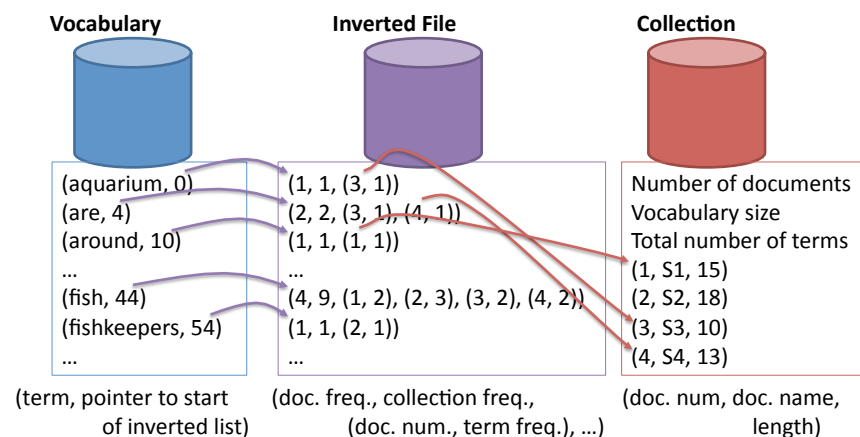 Vocabulary
(aquarium, 0)
(are, 4)
(around, 10)
...
(fish, 44)
(fishkeepers, 54)
...
(term, pointer to start
of inverted list)
Inverted File
(1, 1, (3, 1))
(2, 2, (3, 1), (4, 1))
(1, 1, (1, 1))
...
(4, 9, (1, 2), (2, 3), (3, 2), (4, 2))
(1, 1, (2, 1))
...
(doc. freq., collection freq.,
(doc. num., term freq.), ...)
Collection
Number of documents
Vocabulary size
Total number of terms
(1, S1, 15)
(2, S2, 18)
(3, S3, 10)
(4, S4, 13)
(doc. num, doc. name,
length)